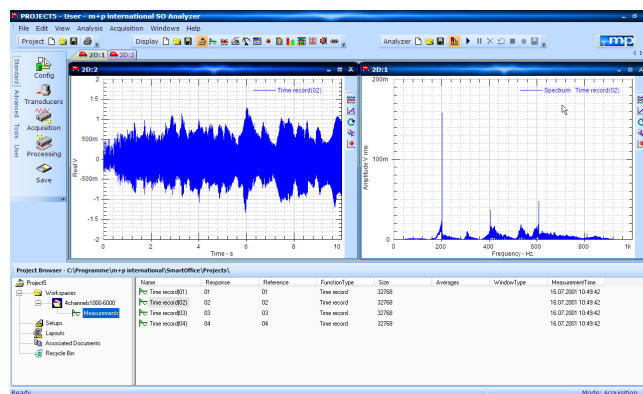 PROJECT5 - User - m+p international SO Analyzer
File Edit View Analysis Acquisition Windows Help
Project Display Analyzer mp
2D:1 2D:2
Standard Advanced Tools User
Config
Transducers
Acquisition
Processing
Save
2D:2
Time record(02)
Real V
2
1.5
1
500m
0
-500m
-1
-1.5
-2
0 2 4 6 8 10
Time - s
2D:1
Spectrum Time record(02)
Amplitude V rms
200m
100m
0
0 200 400 600 800 1k
Frequency - Hz
Project Browser - C:\Programme\m+p international\SmartOffice\Projects\
Project5
Workspaces
4channels1000-6000
Measurements
Setups
Layouts
Associated Documents
Recycle Bin
Name Response Reference FunctionType Size Averages WindowType MeasurementTime
Time record(01) 01 01 Time record 32768 16.07.2001 10:49:42
Time record(02) 02 02 Time record 32768 16.07.2001 10:49:42
Time record(03) 03 03 Time record 32768 16.07.2001 10:49:42
Time record(04) 04 04 Time record 32768 16.07.2001 10:49:42
Ready Mode: Acquisition